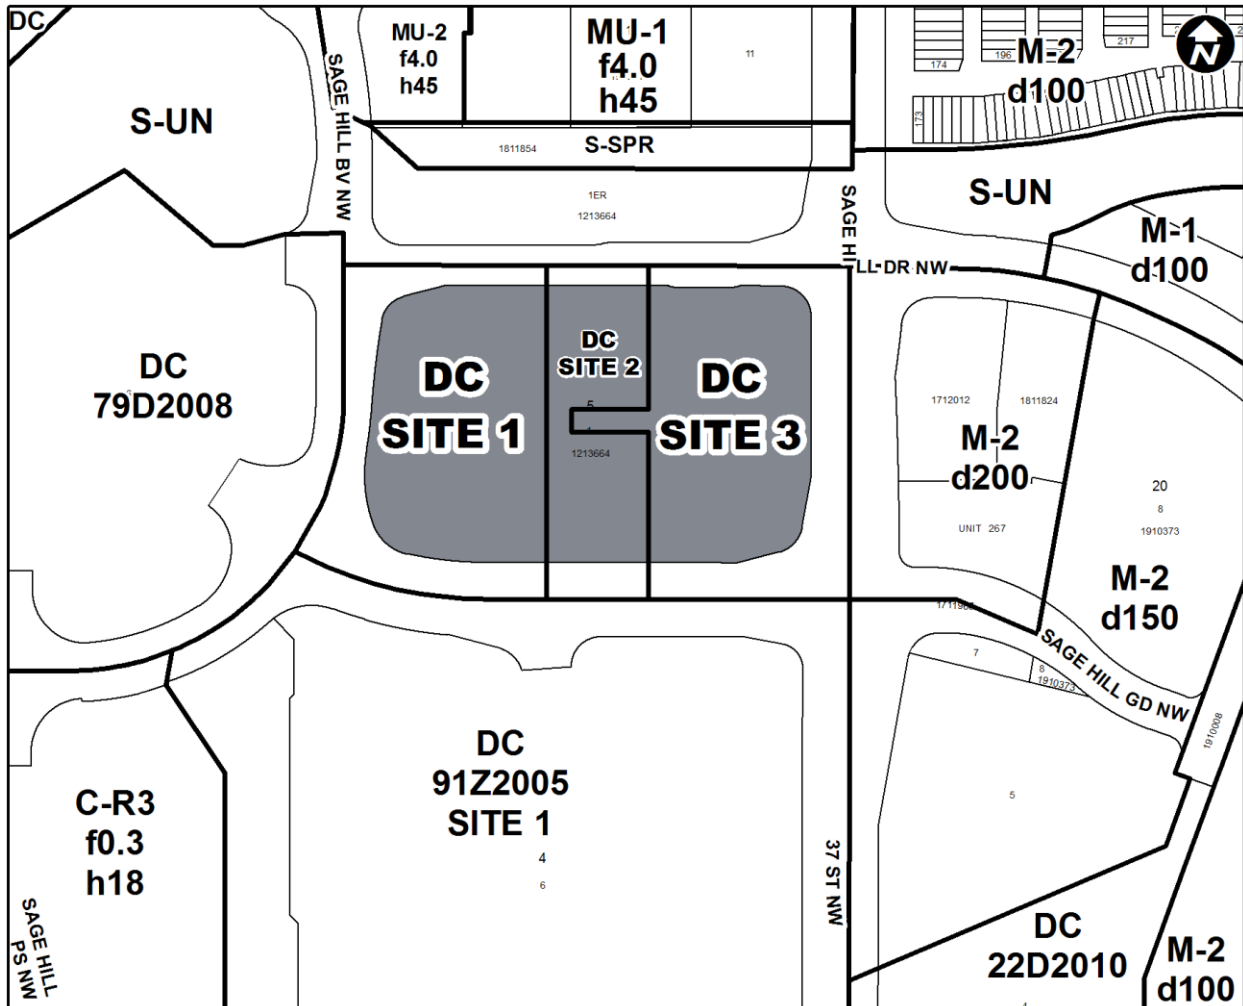 DC
MU-2
f4.0
h45
MU-1
f4.0
h45
11
174
196
217
M-2
d100
173
N
SAGE HILL BV NW
S-UN
1811854
S-SPR
1ER
1213664
S-UN
M-1
d100
SAGE HILL DR NW
DC
79D2008
DC
SITE 1
DC
SITE 2
5
1213664
DC
SITE 3
1712012
1811824
M-2
d200
UNIT 267
20
8
1910373
M-2
d150
7
8
1910373
SAGE HILL GD NW
1910008
DC
91Z2005
SITE 1
4
6
C-R3
f0.3
h18
SAGE HILL
PS NW
37 ST NW
5
DC
22D2010
M-2
d100